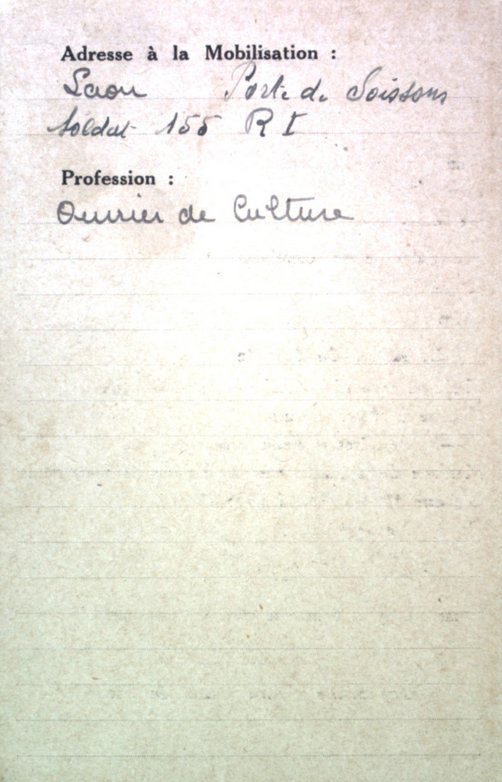 Adresse à la Mobilisation :
Laon Porte de Soissons
soldat 155 R I
Profession :
Ouvrier de Culture